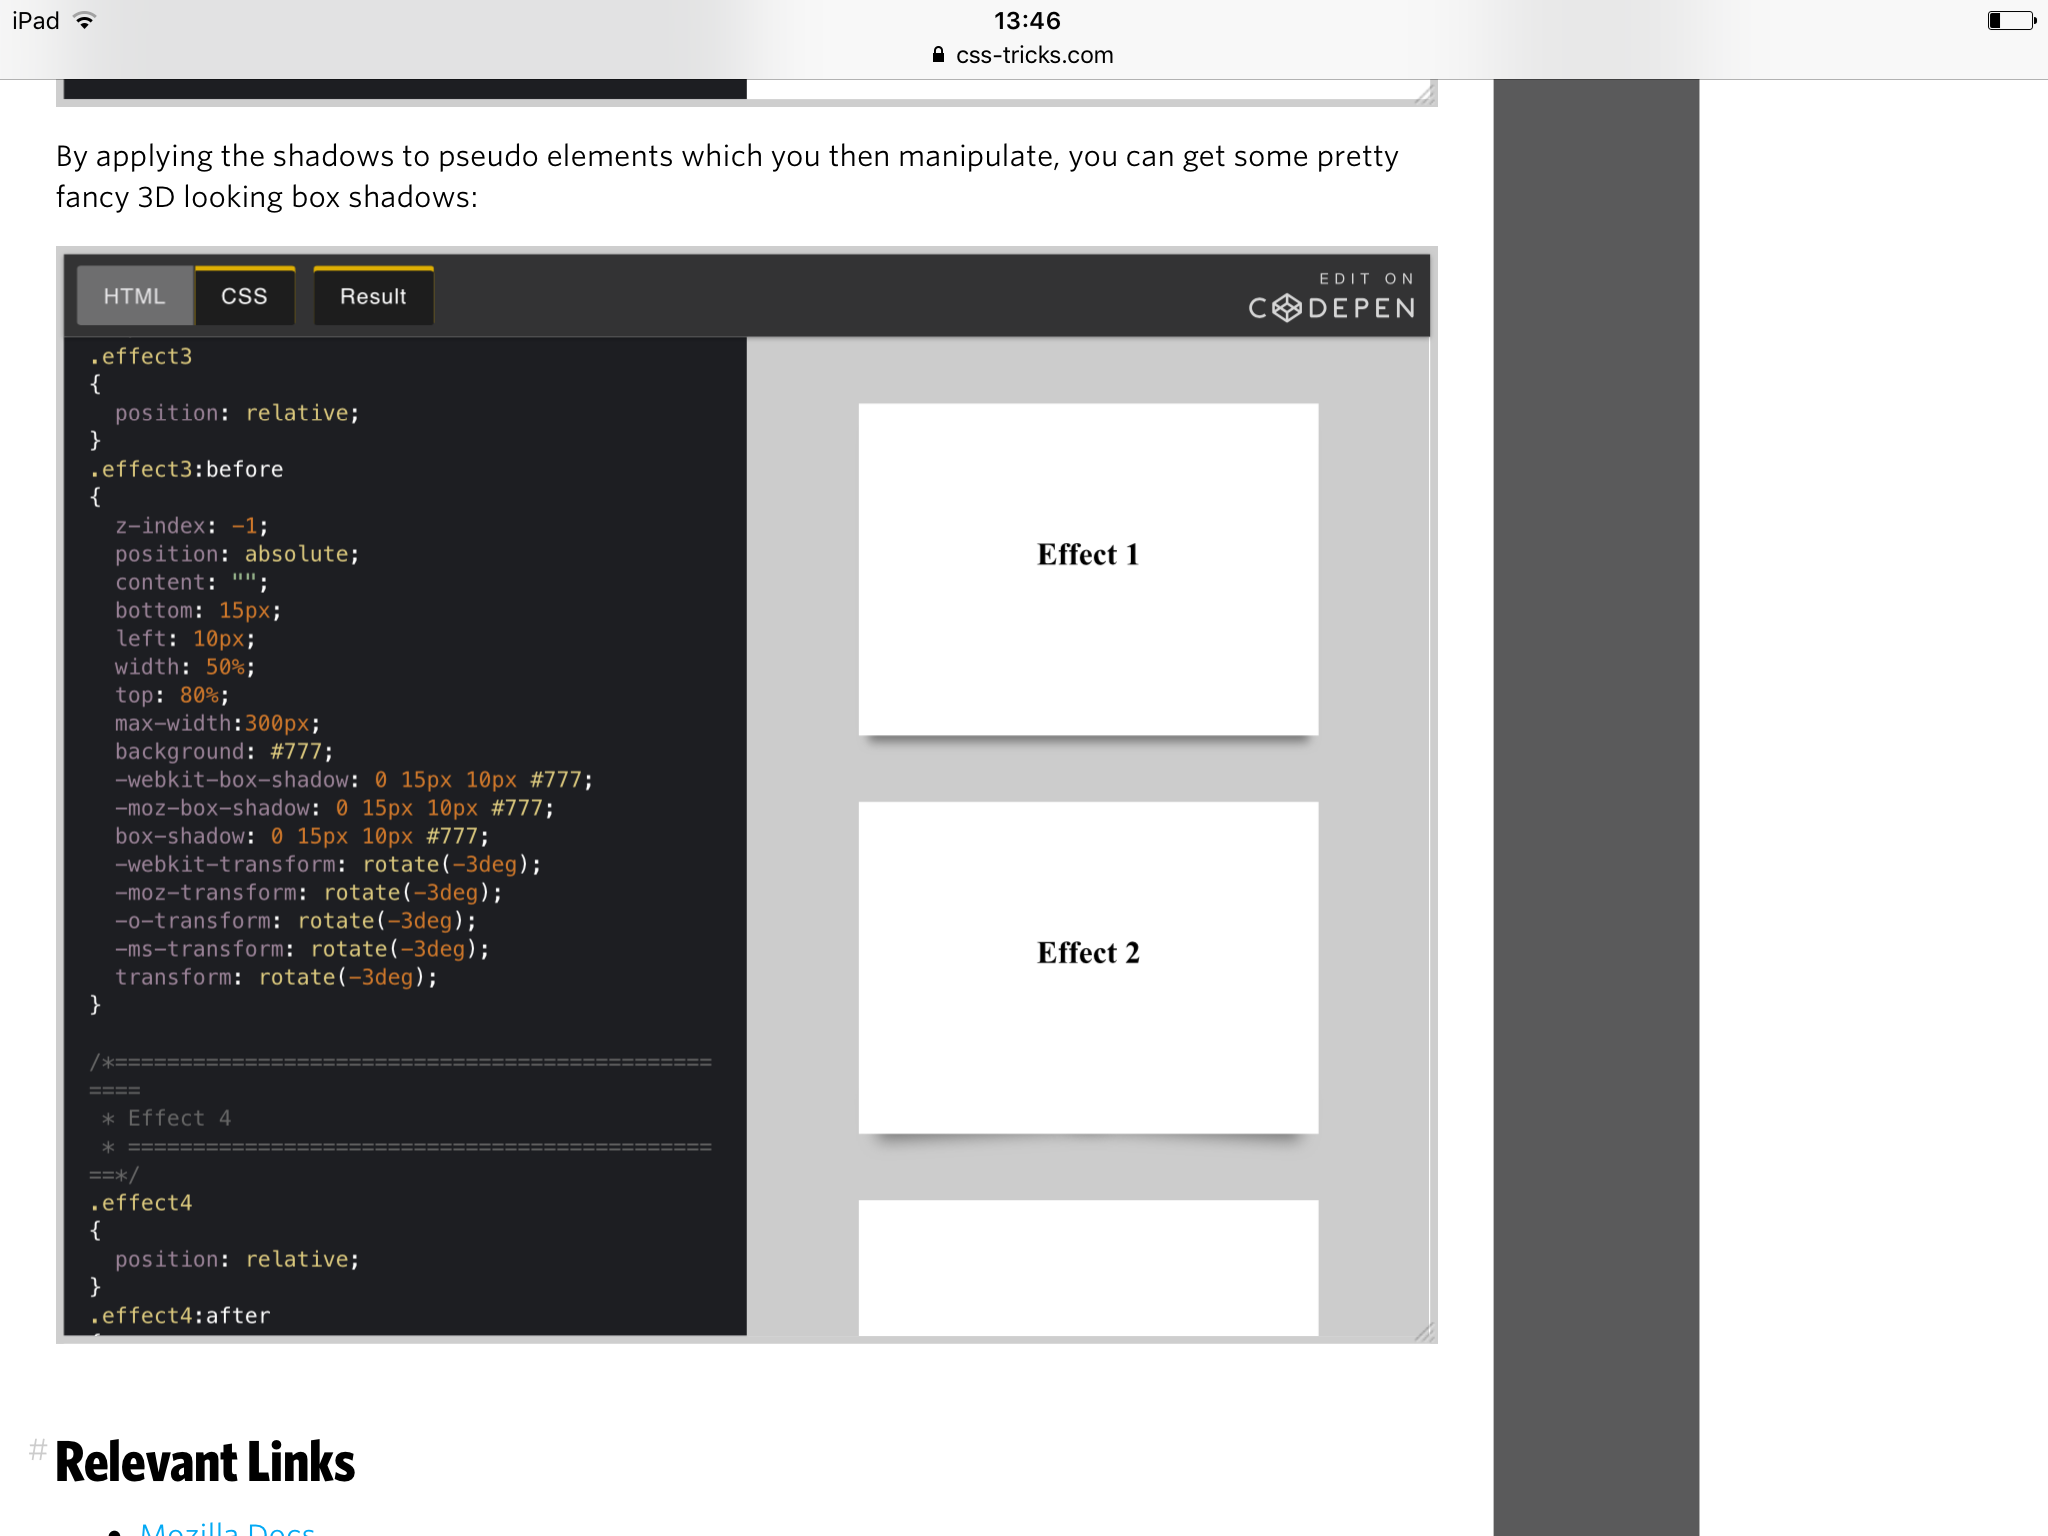 iPad
13:46
css-tricks.com
By applying the shadows to pseudo elements which you then manipulate, you can get some pretty
fancy 3D looking box shadows:
HTML CSS Result
EDIT ON
CODEPEN
.effect3
{
  position: relative;
}
.effect3:before
{
  z-index: -1;
  position: absolute;
  content: "";
  bottom: 15px;
  left: 10px;
  width: 50%;
  top: 80%;
  max-width:300px;
  background: #777;
  -webkit-box-shadow: 0 15px 10px #777;
  -moz-box-shadow: 0 15px 10px #777;
  box-shadow: 0 15px 10px #777;
  -webkit-transform: rotate(-3deg);
  -moz-transform: rotate(-3deg);
  -o-transform: rotate(-3deg);
  -ms-transform: rotate(-3deg);
  transform: rotate(-3deg);
}
/*==============================================
====
 * Effect 4
 * =============================================
==*/
.effect4
{
  position: relative;
}
.effect4:after
{
Effect 1
Effect 2
# Relevant Links
• Mozilla Docs